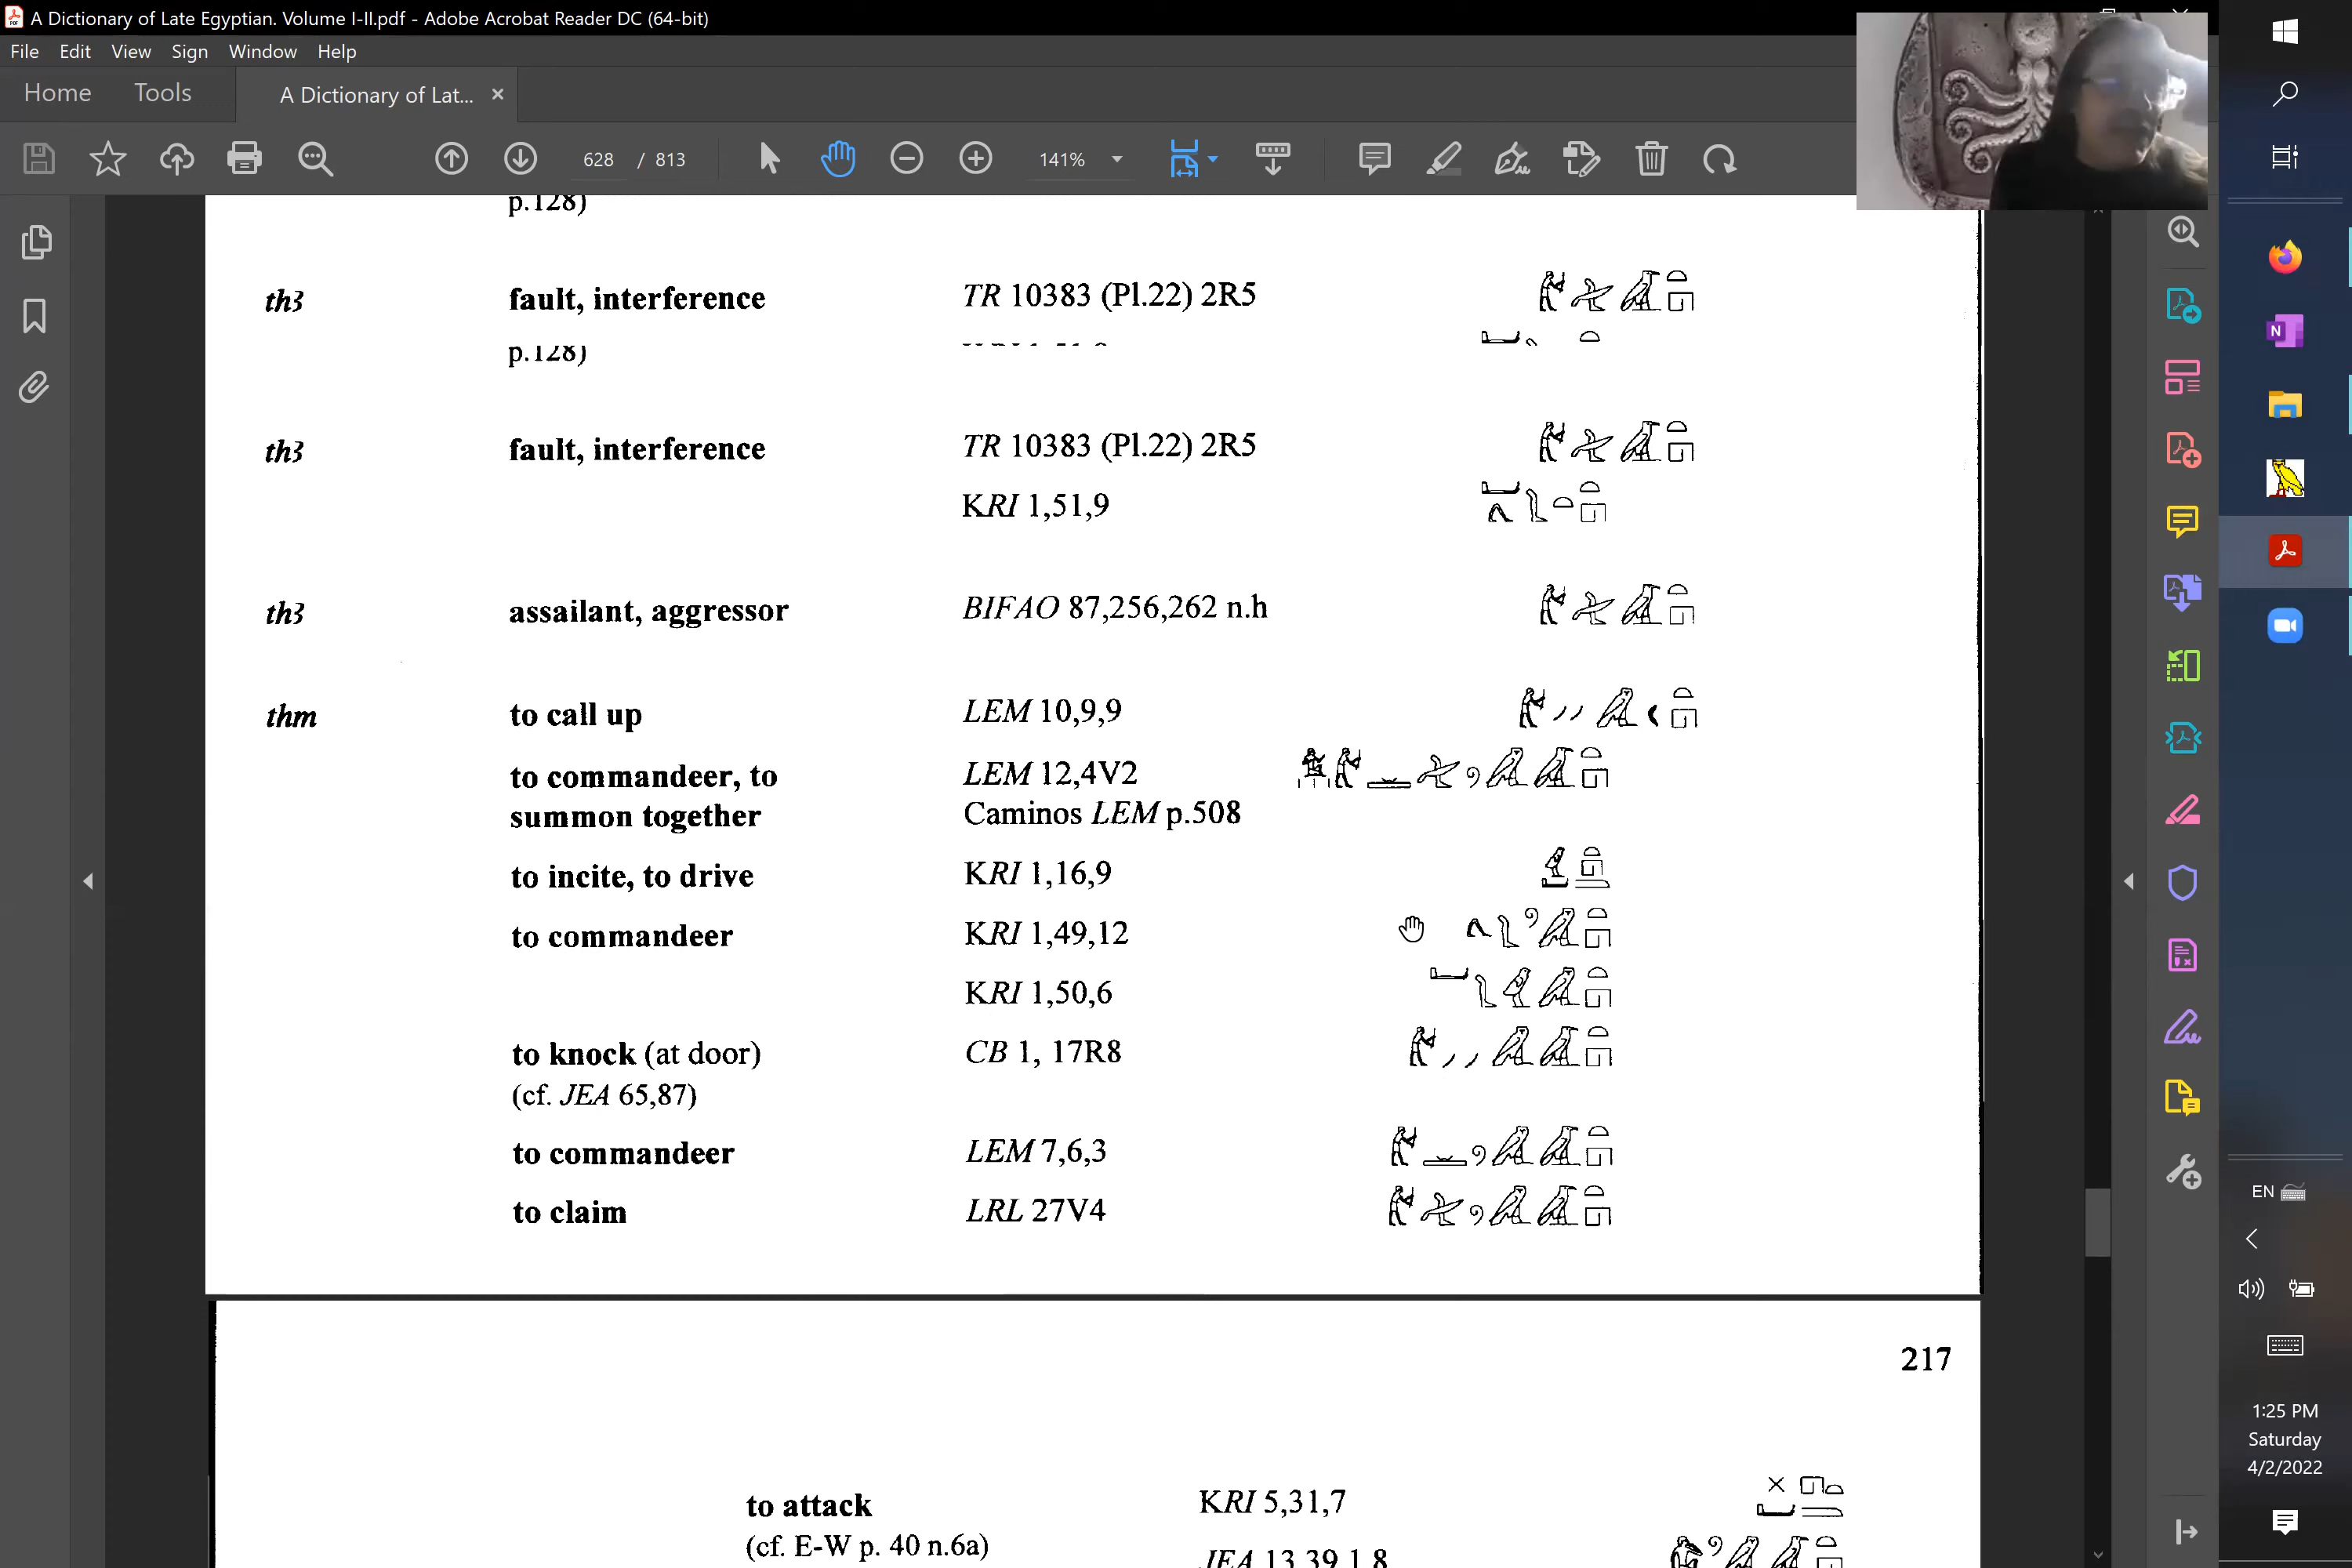 A Dictionary of Late Egyptian. Volume I-II.pdf - Adobe Acrobat Reader DC (64-bit)
File Edit View Sign Window Help
Home Tools A Dictionary of Lat... ×
628 / 813 141%
p.128)
th3 fault, interference TR 10383 (Pl.22) 2R5
p.128)
th3 fault, interference TR 10383 (Pl.22) 2R5
KRI 1,51,9
th3 assailant, aggressor BIFAO 87,256,262 n.h
thm to call up LEM 10,9,9
to commandeer, to LEM 12,4V2
summon together Caminos LEM p.508
to incite, to drive KRI 1,16,9
to commandeer KRI 1,49,12
KRI 1,50,6
to knock (at door) CB 1, 17R8
(cf. JEA 65,87)
to commandeer LEM 7,6,3
to claim LRL 27V4
217
to attack KRI 5,31,7
(cf. E-W p. 40 n.6a) JEA 13,39,1,8
EN
1:25 PM
Saturday
4/2/2022